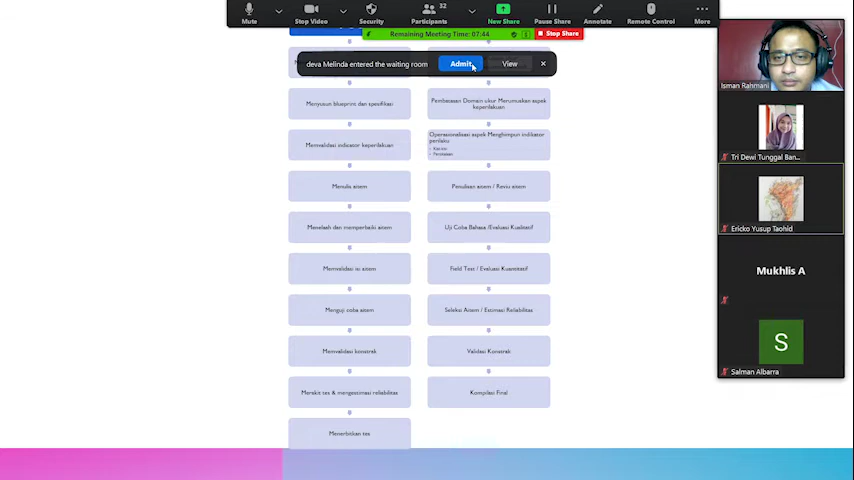 Mute
Stop Video
Security
Participants
32
New Share
Pause Share
Annotate
Remote Control
More
Remaining Meeting Time: 07:44
Stop Share
deva Melinda entered the waiting room
Admit
View
Menyusun blueprint dan spesifikasi
Memvalidasi indikator keperilakuan
Menulis aitem
Menelaah dan memperbaiki aitem
Memvalidasi isi aitem
Menguji coba aitem
Memvalidasi konstrak
Merakit tes & mengestimasi reliabilitas
Menerbitkan tes
Pembatasan Domain ukur Merumuskan aspek
keperilakuan
Operasionalisasi aspek Menghimpun indikator
perilaku
Penulisan aitem / Reviu aitem
Uji Coba Bahasa /Evaluasi Kualitatif
Field Test / Evaluasi Kuantitatif
Seleksi Aitem / Estimasi Reliabilitas
Validasi Konstrak
Kompilasi Final
Isman Rahmani
Tri Dewi Tunggal Ban...
Ericko Yusup Taohid
Mukhlis A
S
Salman Albarra